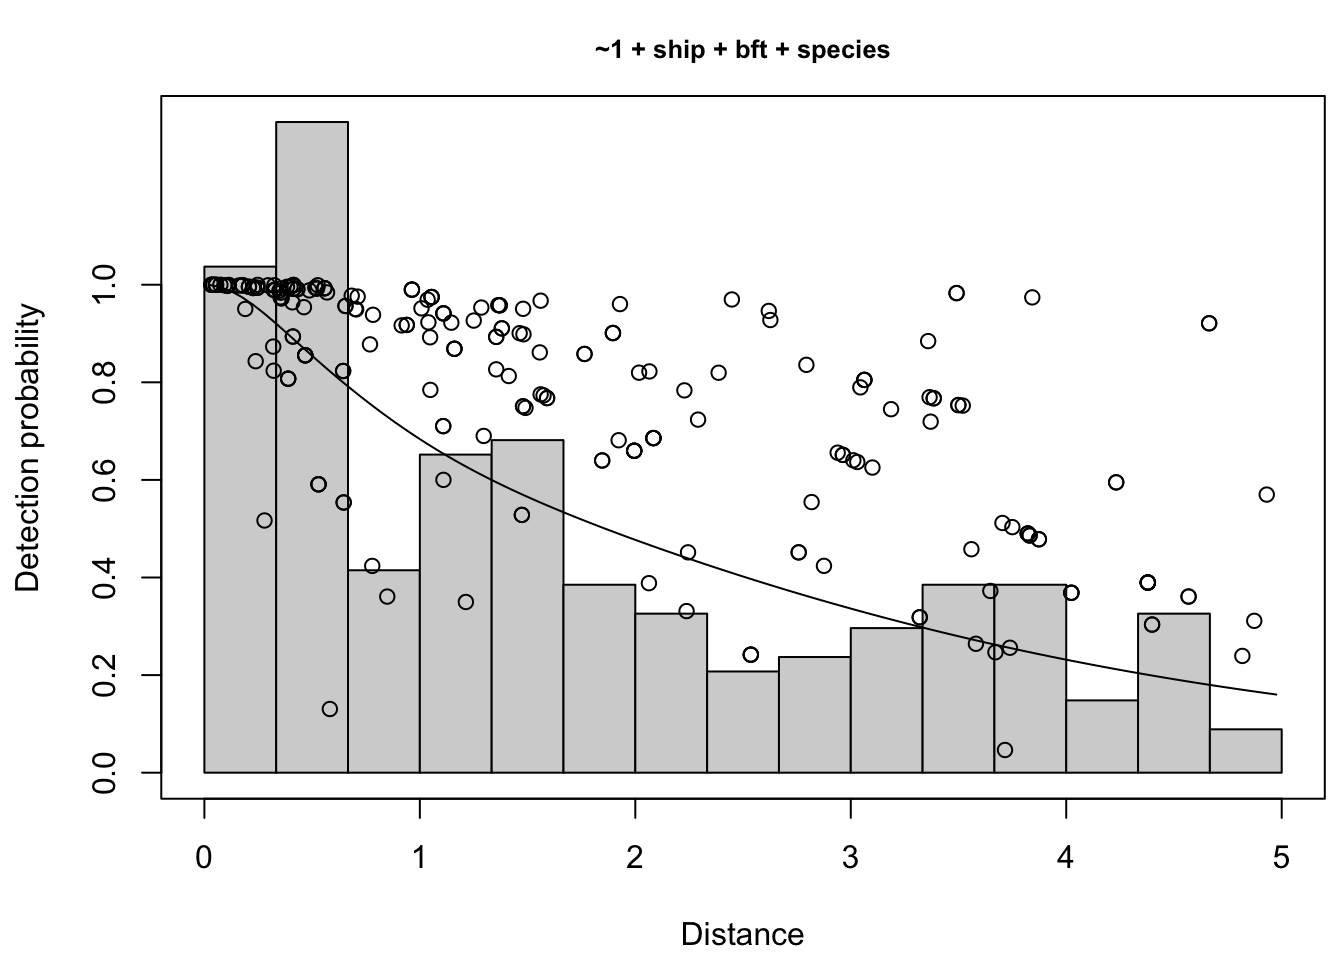 ~1 + ship + bft + species
Detection probability
1.0
0.8
0.6
0.4
0.2
0.0
0 1 2 3 4 5
Distance